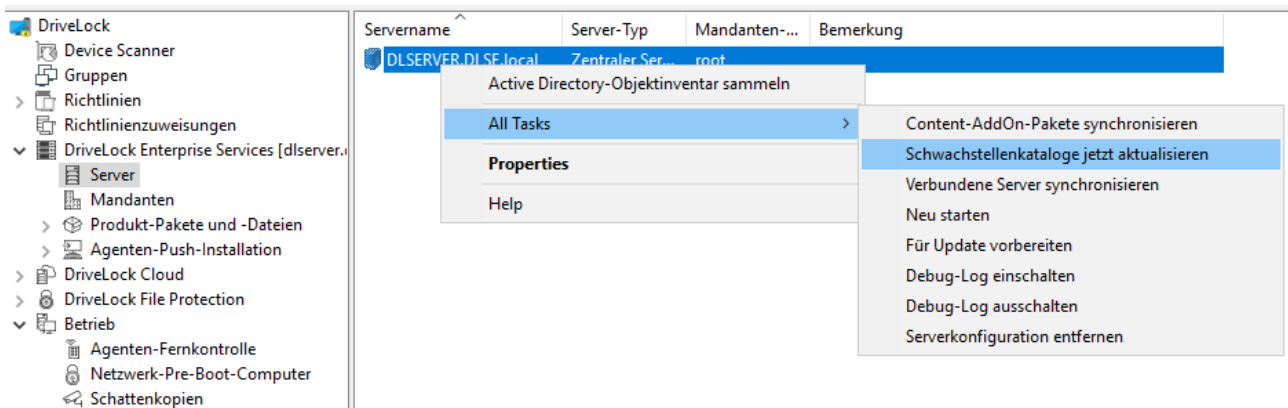 DriveLock
Device Scanner
Gruppen
Richtlinien
Richtlinienzuweisungen
DriveLock Enterprise Services [dlserver.
Server
Mandanten
Produkt-Pakete und -Dateien
Agenten-Push-Installation
DriveLock Cloud
DriveLock File Protection
Betrieb
Agenten-Fernkontrolle
Netzwerk-Pre-Boot-Computer
Schattenkopien
Servername Server-Typ Mandanten-... Bemerkung
DLSERVER.DLSE.local Zentraler Ser... root
Active Directory-Objektinventar sammeln
All Tasks
Properties
Help
Content-AddOn-Pakete synchronisieren
Schwachstellenkataloge jetzt aktualisieren
Verbundene Server synchronisieren
Neu starten
Für Update vorbereiten
Debug-Log einschalten
Debug-Log ausschalten
Serverkonfiguration entfernen